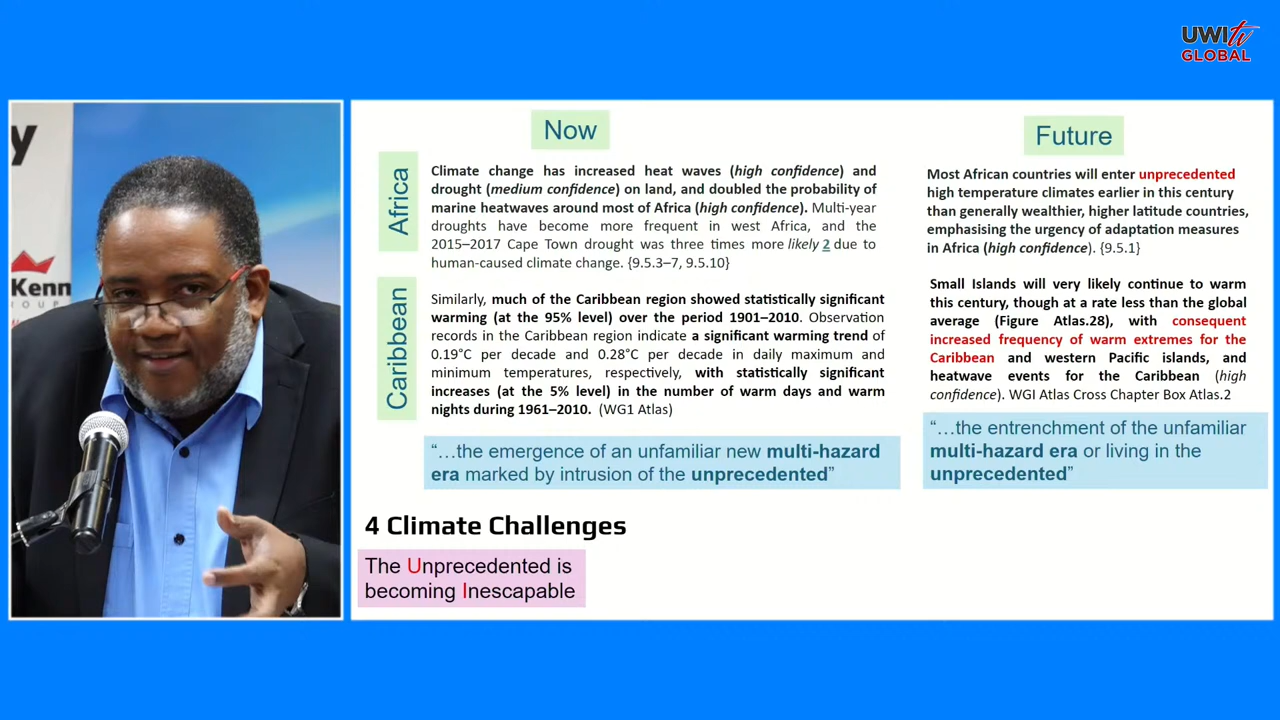 UWI tv
GLOBAL
y
Kenn
GROUP
Now
Future
Africa
Climate change has increased heat waves (high confidence) and
drought (medium confidence) on land, and doubled the probability of
marine heatwaves around most of Africa (high confidence). Multi-year
droughts have become more frequent in west Africa, and the
2015–2017 Cape Town drought was three times more likely 2 due to
human-caused climate change. {9.5.3–7, 9.5.10}
Most African countries will enter unprecedented
high temperature climates earlier in this century
than generally wealthier, higher latitude countries,
emphasising the urgency of adaptation measures
in Africa (high confidence). {9.5.1}
Caribbean
Similarly, much of the Caribbean region showed statistically significant
warming (at the 95% level) over the period 1901–2010. Observation
records in the Caribbean region indicate a significant warming trend of
0.19°C per decade and 0.28°C per decade in daily maximum and
minimum temperatures, respectively, with statistically significant
increases (at the 5% level) in the number of warm days and warm
nights during 1961–2010. (WG1 Atlas)
Small Islands will very likely continue to warm
this century, though at a rate less than the global
average (Figure Atlas.28), with consequent
increased frequency of warm extremes for the
Caribbean and western Pacific islands, and
heatwave events for the Caribbean (high
confidence). WGI Atlas Cross Chapter Box Atlas.2
“…the emergence of an unfamiliar new multi-hazard
era marked by intrusion of the unprecedented”
“…the entrenchment of the unfamiliar
multi-hazard era or living in the
unprecedented”
4 Climate Challenges
The Unprecedented is
becoming Inescapable